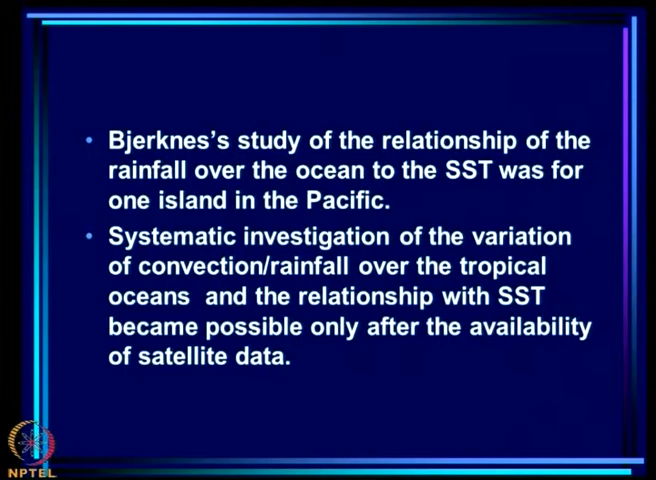 • Bjerknes's study of the relationship of the
rainfall over the ocean to the SST was for
one island in the Pacific.
• Systematic investigation of the variation
of convection/rainfall over the tropical
oceans and the relationship with SST
became possible only after the availability
of satellite data.
NPTEL